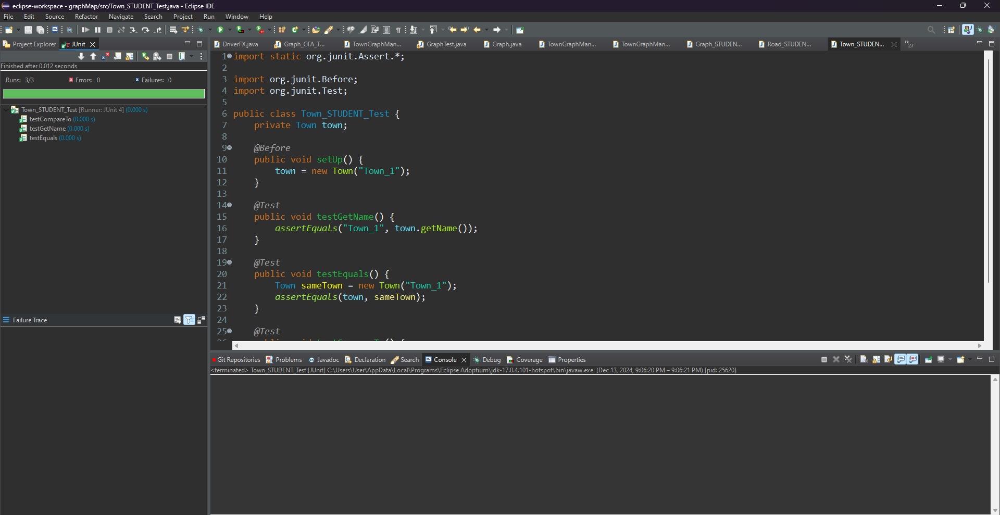 eclipse-workspace - graphMap/src/Town_STUDENT_Test.java - Eclipse IDE
File Edit Source Refactor Navigate Search Project Run Window Help
Project Explorer JUnit
DriverFX.java Graph_GFA_T... TownGraphMan... GraphTest.java Graph.java TownGraphMan... TownGraphMan... Graph_STUDEN... Road_STUDEN... Town_STUDEN... »27
Finished after 0.012 seconds
Runs: 3/3 Errors: 0 Failures: 0
Town_STUDENT_Test [Runner: JUnit 4] (0.000 s)
testCompareTo (0.000 s)
testGetName (0.000 s)
testEquals (0.000 s)
Failure Trace
1 import static org.junit.Assert.*;
2
3 import org.junit.Before;
4 import org.junit.Test;
5
6 public class Town_STUDENT_Test {
7 private Town town;
8
9 @Before
10 public void setUp() {
11 town = new Town("Town_1");
12 }
13
14 @Test
15 public void testGetName() {
16 assertEquals("Town_1", town.getName());
17 }
18
19 @Test
20 public void testEquals() {
21 Town sameTown = new Town("Town_1");
22 assertEquals(town, sameTown);
23 }
24
25 @Test
Git Repositories Problems Javadoc Declaration Search Console Debug Coverage Properties
<terminated> Town_STUDENT_Test [JUnit] C:\Users\User\AppData\Local\Programs\Eclipse Adoptium\jdk-17.0.4.101-hotspot\bin\javaw.exe (Dec 13, 2024, 9:06:20 PM – 9:06:21 PM) [pid: 25620]